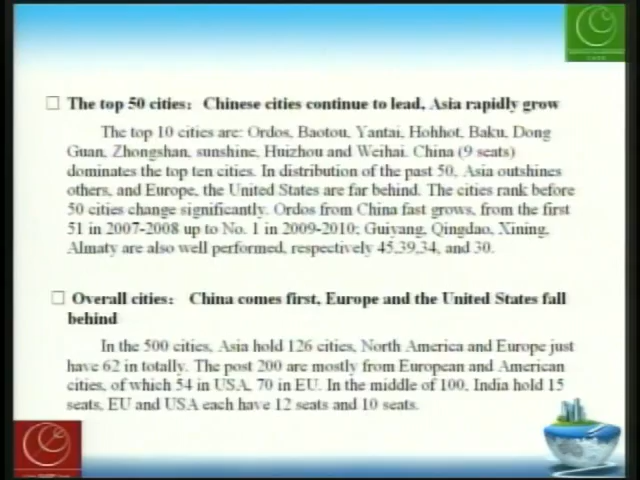 The top 50 cities: Chinese cities continue to lead, Asia rapidly grow
The top 10 cities are: Ordos, Baotou, Yantai, Hohhot, Baku, Dong
Guan, Zhongshan, sunshine, Huizhou and Weihai. China (9 seats)
dominates the top ten cities. In distribution of the past 50, Asia outshines
others, and Europe, the United States are far behind. The cities rank before
50 cities change significantly. Ordos from China fast grows, from the first
51 in 2007-2008 up to No. 1 in 2009-2010; Guiyang, Qingdao, Xining,
Almaty are also well performed, respectively 45,39,34, and 30.
Overall cities: China comes first, Europe and the United States fall
behind
In the 500 cities, Asia hold 126 cities, North America and Europe just
have 62 in totally. The post 200 are mostly from European and American
cities, of which 54 in USA, 70 in EU. In the middle of 100, India hold 15
seats, EU and USA each have 12 seats and 10 seats.